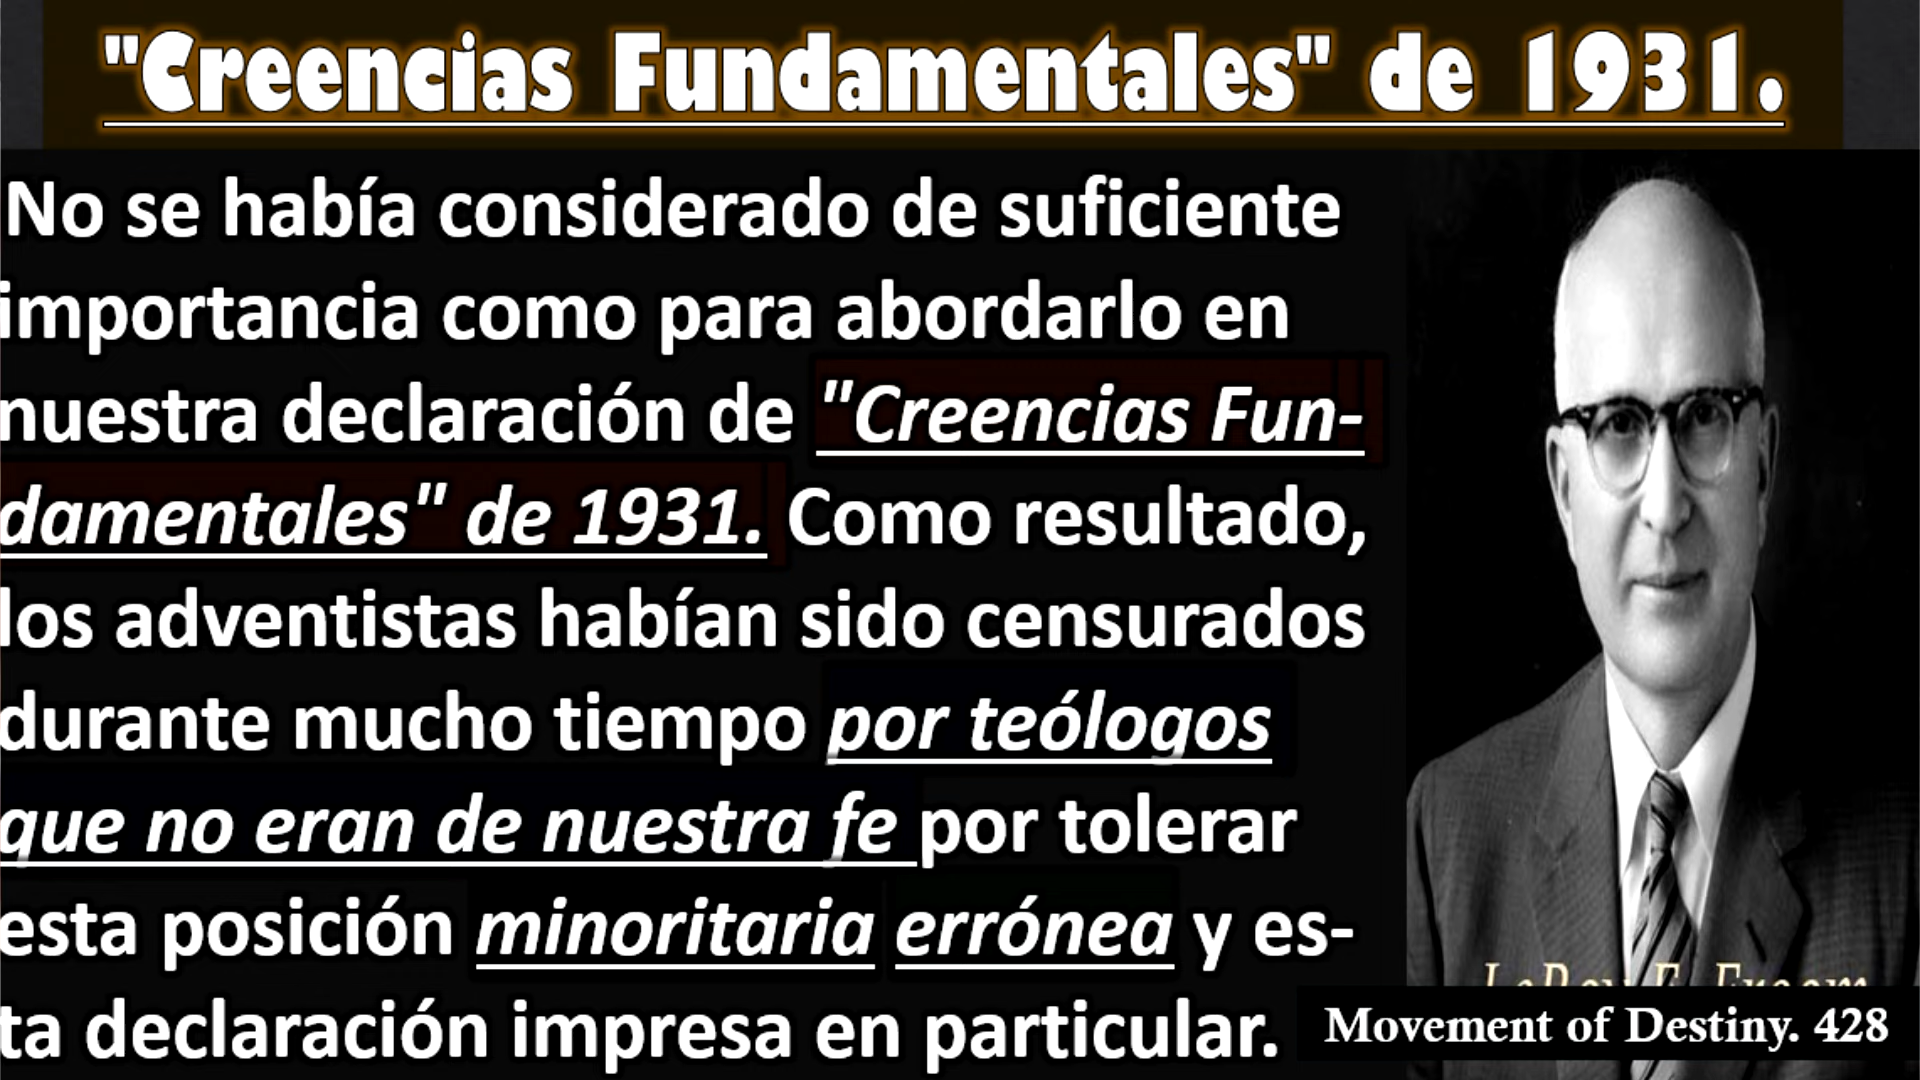 "Creencias Fundamentales" de 1931.
No se había considerado de suficiente
importancia como para abordarlo en
nuestra declaración de "Creencias Fun-
damentales" de 1931. Como resultado,
los adventistas habían sido censurados
durante mucho tiempo por teólogos
que no eran de nuestra fe por tolerar
esta posición minoritaria errónea y es-
ta declaración impresa en particular.
LeRoy E. Froom
Movement of Destiny. 428